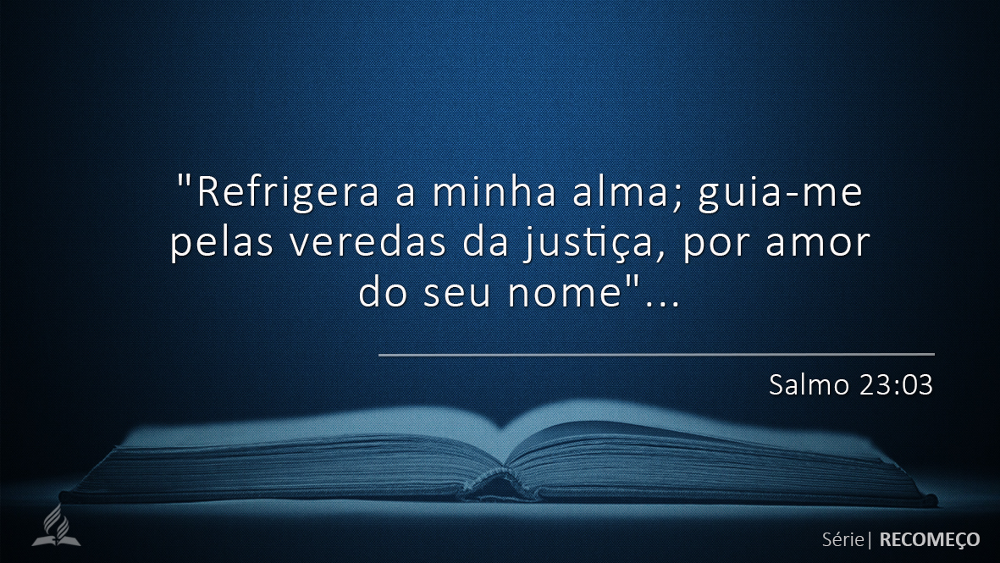 "Refrigera a minha alma; guia-me
pelas veredas da justiça, por amor
do seu nome"...
Salmo 23:03
Série| RECOMEÇO